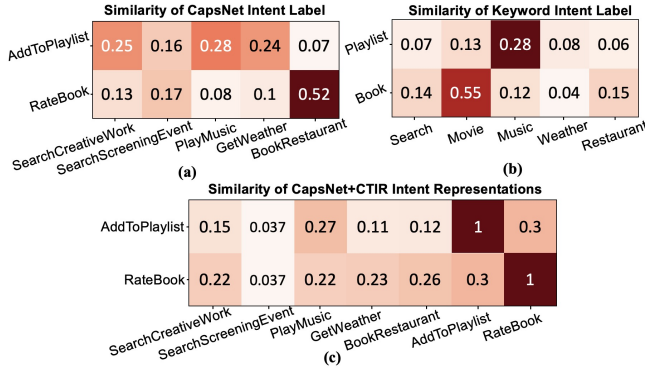 Similarity of CapsNet Intent Label
AddToPlaylist 0.25 0.16 0.28 0.24 0.07
RateBook 0.13 0.17 0.08 0.1 0.52
SearchCreativeWork SearchScreeningEvent PlayMusic GetWeather BookRestaurant
(a)
Similarity of Keyword Intent Label
Playlist 0.07 0.13 0.28 0.08 0.06
Book 0.14 0.55 0.12 0.04 0.15
Search Movie Music Weather Restaurant
(b)
Similarity of CapsNet+CTIR Intent Representations
AddToPlaylist 0.15 0.037 0.27 0.11 0.12 1 0.3
RateBook 0.22 0.037 0.22 0.23 0.26 0.3 1
SearchCreativeWork SearchScreeningEvent PlayMusic GetWeather BookRestaurant AddToPlaylist RateBook
(c)